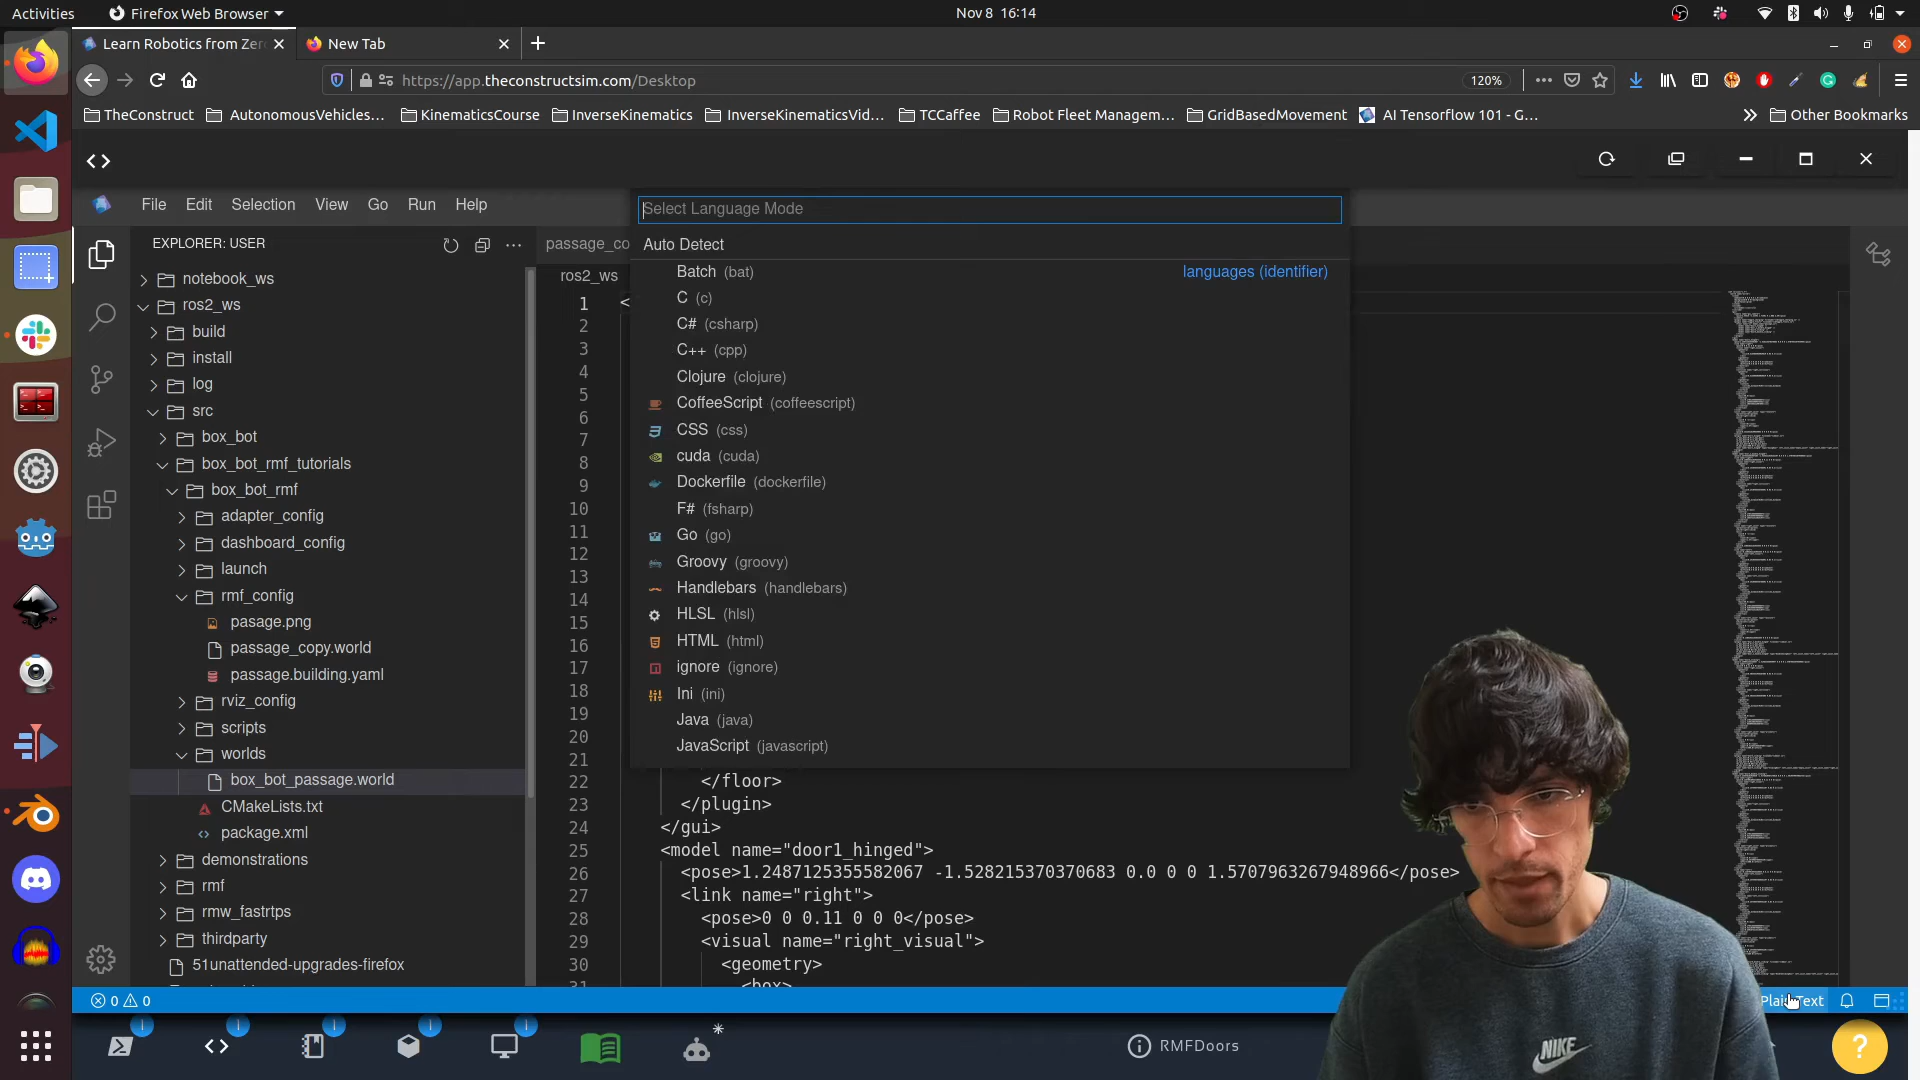 Activities
Firefox Web Browser
Nov 8 16:14
Learn Robotics from Zer
New Tab
https://app.theconstructsim.com/Desktop
120%
TheConstruct
AutonomousVehicles...
KinematicsCourse
InverseKinematics
InverseKinematicsVid...
TCCaffee
Robot Fleet Managem...
GridBasedMovement
AI Tensorflow 101 - G...
Other Bookmarks
File
Edit
Selection
View
Go
Run
Help
Select Language Mode
EXPLORER: USER
passage_co
Auto Detect
ros2_ws
Batch (bat)
languages (identifier)
C (c)
C# (csharp)
C++ (cpp)
Clojure (clojure)
CoffeeScript (coffeescript)
CSS (css)
cuda (cuda)
Dockerfile (dockerfile)
F# (fsharp)
Go (go)
Groovy (groovy)
Handlebars (handlebars)
HLSL (hlsl)
HTML (html)
ignore (ignore)
Ini (ini)
Java (java)
JavaScript (javascript)
notebook_ws
ros2_ws
build
install
log
src
box_bot
box_bot_rmf_tutorials
box_bot_rmf
adapter_config
dashboard_config
launch
rmf_config
pasage.png
passage_copy.world
passage.building.yaml
rviz_config
scripts
worlds
box_bot_passage.world
CMakeLists.txt
package.xml
demonstrations
rmf
rmw_fastrtps
thirdparty
51unattended-upgrades-firefox
1 <
2
3
4
5
6
7
8
9
10
11
12
13
14
15
16
17
18
19
20
21
22 </floor>
23 </plugin>
24 </gui>
25 <model name="door1_hinged">
26 <pose>1.2487125355582067 -1.528215370370683 0.0 0 0 1.5707963267948966</pose>
27 <link name="right">
28 <pose>0 0 0.11 0 0 0</pose>
29 <visual name="right_visual">
30 <geometry>
31 <box>
0 0
Plain Text
RMFDoors
NIKE
?